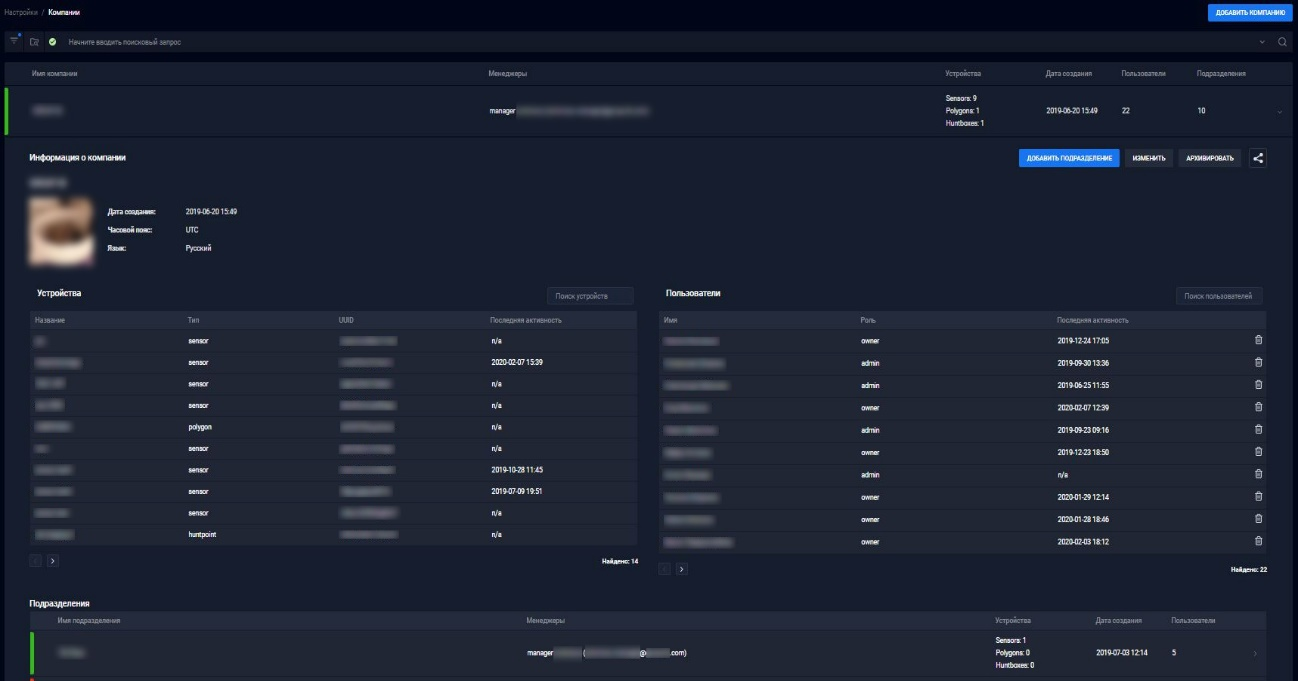 Настройки / Компании
ДОБАВИТЬ КОМПАНИЮ
Начните вводить поисковый запрос
Имя компании Менеджеры Устройства Дата создания Пользователи Подразделения
manager Sensors: 9 2019-06-20 15:49 22 10
Polygons: 1
Huntboxes: 1
Информация о компании
ДОБАВИТЬ ПОДРАЗДЕЛЕНИЕ ИЗМЕНИТЬ АРХИВИРОВАТЬ
Дата создания: 2019-06-20 15:49
Часовой пояс: UTC
Язык: Русский
Устройства Поиск устройств
Название Тип UUID Последняя активность
sensor n/a
sensor 2020-02-07 15:39
sensor n/a
sensor n/a
polygon n/a
sensor n/a
sensor 2019-10-28 11:45
sensor 2019-07-09 19:51
sensor n/a
huntpoint n/a
Найдено: 14
Пользователи Поиск пользователей
Имя Роль Последняя активность
owner 2019-12-24 17:05
admin 2019-09-30 13:36
admin 2019-06-25 11:55
owner 2020-02-07 12:39
admin 2019-09-23 09:16
owner 2019-12-23 18:50
admin n/a
owner 2020-01-29 12:14
owner 2020-01-28 18:46
owner 2020-02-03 18:12
Найдено: 22
Подразделения
Имя подразделения Менеджеры Устройства Дата создания Пользователи
manager ( @ .com) Sensors: 1 2019-07-03 12:14 5
Polygons: 0
Huntboxes: 0